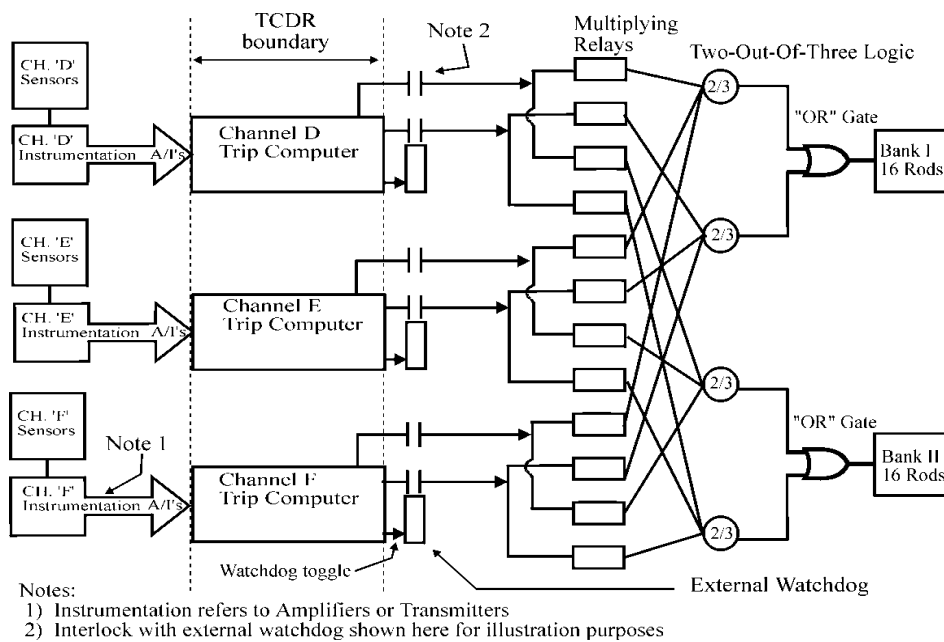 TCDR
boundary
Note 2
Multiplying
Relays
Two-Out-Of-Three Logic
CH. 'D'
Sensors
CH. 'D'
Instrumentation
A/I's
Channel D
Trip Computer
2/3
"OR" Gate
Bank I
16 Rods
2/3
CH. 'E'
Sensors
CH. 'E'
Instrumentation
A/I's
Channel E
Trip Computer
2/3
CH. 'F'
Sensors
Note 1
CH. 'F'
Instrumentation
A/I's
Channel F
Trip Computer
"OR" Gate
Bank II
16 Rods
2/3
Watchdog toggle
External Watchdog
Notes:
1) Instrumentation refers to Amplifiers or Transmitters
2) Interlock with external watchdog shown here for illustration purposes